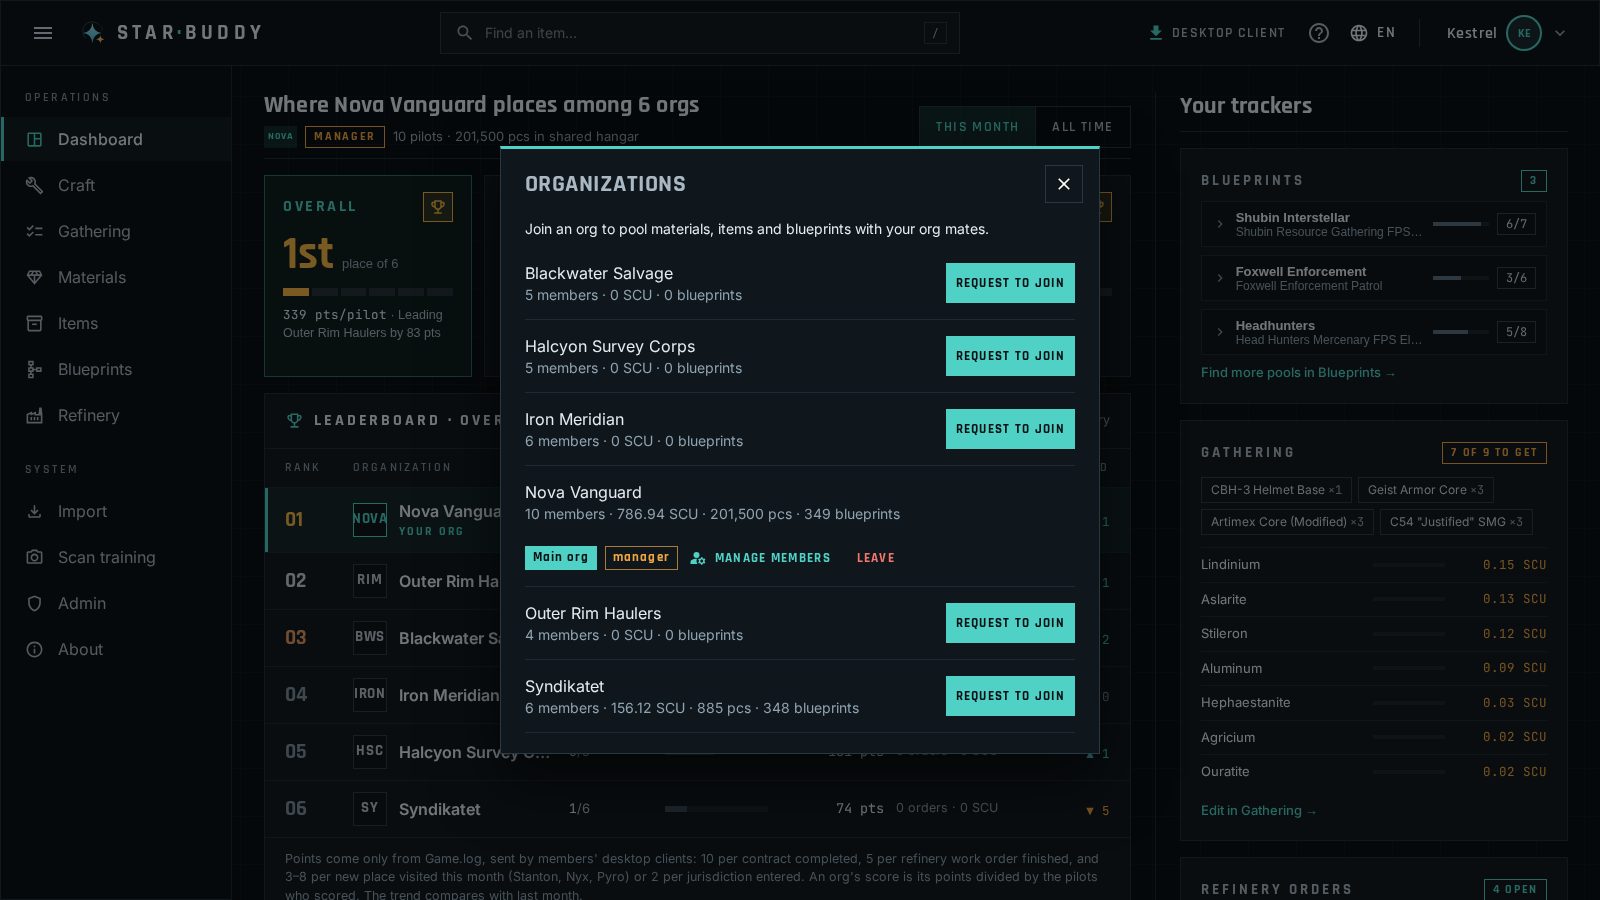 STAR·BUDDY
Find an item...
/
DESKTOP CLIENT
EN
Kestrel
KE
OPERATIONS
Dashboard
Craft
Gathering
Materials
Items
Blueprints
Refinery
SYSTEM
Import
Scan training
Admin
About
Where Nova Vanguard places among 6 orgs
NOVA
MANAGER
10 pilots · 201,500 pcs in shared hangar
THIS MONTH
ALL TIME
OVERALL
1st place of 6
339 pts/pilot · Leading
Outer Rim Haulers by 83 pts
LEADERBOARD · OVER
RANK
ORGANIZATION
01
NOVA
Nova Vangua
YOUR ORG
1
02
RIM
Outer Rim Ha
1
03
BWS
Blackwater Sa
2
04
IRON
Iron Meridian
0
05
HSC
Halcyon Survey C...
▲ 1
06
SY
Syndikatet
1/6
74 pts
0 orders · 0 SCU
▼ 5
Points come only from Game.log, sent by members' desktop clients: 10 per contract completed, 5 per refinery work order finished, and
3–8 per new place visited this month (Stanton, Nyx, Pyro) or 2 per jurisdiction entered. An org's score is its points divided by the pilots
who scored. The trend compares with last month.
ORGANIZATIONS
Join an org to pool materials, items and blueprints with your org mates.
Blackwater Salvage
5 members · 0 SCU · 0 blueprints
REQUEST TO JOIN
Halcyon Survey Corps
5 members · 0 SCU · 0 blueprints
REQUEST TO JOIN
Iron Meridian
6 members · 0 SCU · 0 blueprints
REQUEST TO JOIN
Nova Vanguard
10 members · 786.94 SCU · 201,500 pcs · 349 blueprints
Main org
manager
MANAGE MEMBERS
LEAVE
Outer Rim Haulers
4 members · 0 SCU · 0 blueprints
REQUEST TO JOIN
Syndikatet
6 members · 156.12 SCU · 885 pcs · 348 blueprints
REQUEST TO JOIN
Your trackers
BLUEPRINTS
3
Shubin Interstellar
Shubin Resource Gathering FPS...
6/7
Foxwell Enforcement
Foxwell Enforcement Patrol
3/6
Headhunters
Head Hunters Mercenary FPS El...
5/8
Find more pools in Blueprints →
GATHERING
7 OF 9 TO GET
CBH-3 Helmet Base ×1
Geist Armor Core ×3
Artimex Core (Modified) ×3
C54 "Justified" SMG ×3
Lindinium
0.15 SCU
Aslarite
0.13 SCU
Stileron
0.12 SCU
Aluminum
0.09 SCU
Hephaestanite
0.03 SCU
Agricium
0.02 SCU
Ouratite
0.02 SCU
Edit in Gathering →
REFINERY ORDERS
4 OPEN